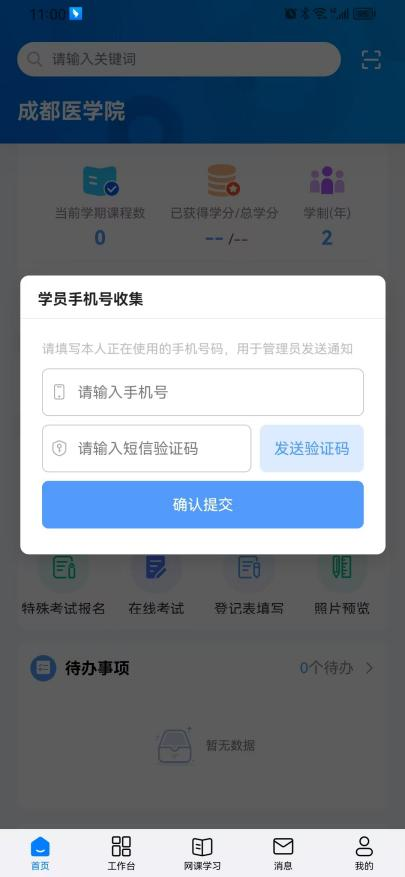 11:00
请输入关键词
成都医学院
当前学期课程数
已获得学分/总学分
学制(年)
0
-- /--
2
学员手机号收集
请填写本人正在使用的手机号码，用于管理员发送通知
请输入手机号
请输入短信验证码
发送验证码
确认提交
特殊考试报名
在线考试
登记表填写
照片预览
待办事项
0个待办
暂无数据
首页
工作台
网课学习
消息
我的